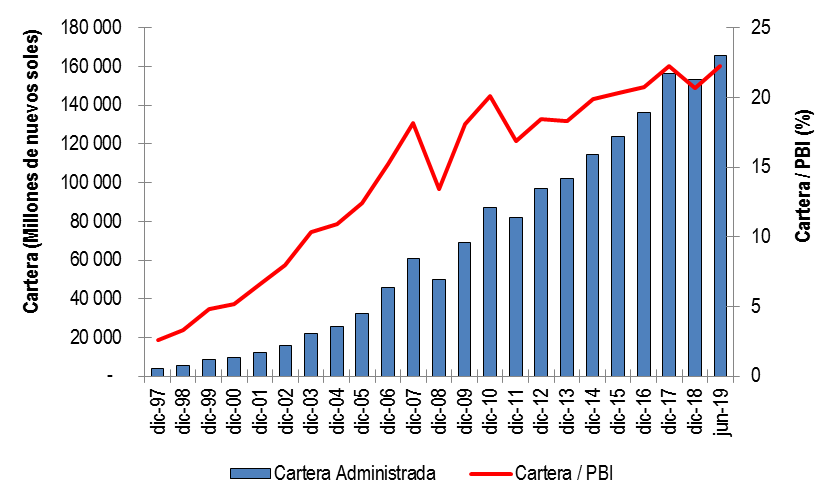 Cartera (Millones de nuevos soles)
180 000
160 000
140 000
120 000
100 000
80 000
60 000
40 000
20 000
-
25
20
15
10
5
0
Cartera / PBI (%)
dic-97
dic-98
dic-99
dic-00
dic-01
dic-02
dic-03
dic-04
dic-05
dic-06
dic-07
dic-08
dic-09
dic-10
dic-11
dic-12
dic-13
dic-14
dic-15
dic-16
dic-17
dic-18
jun-19
Cartera Administrada
Cartera / PBI